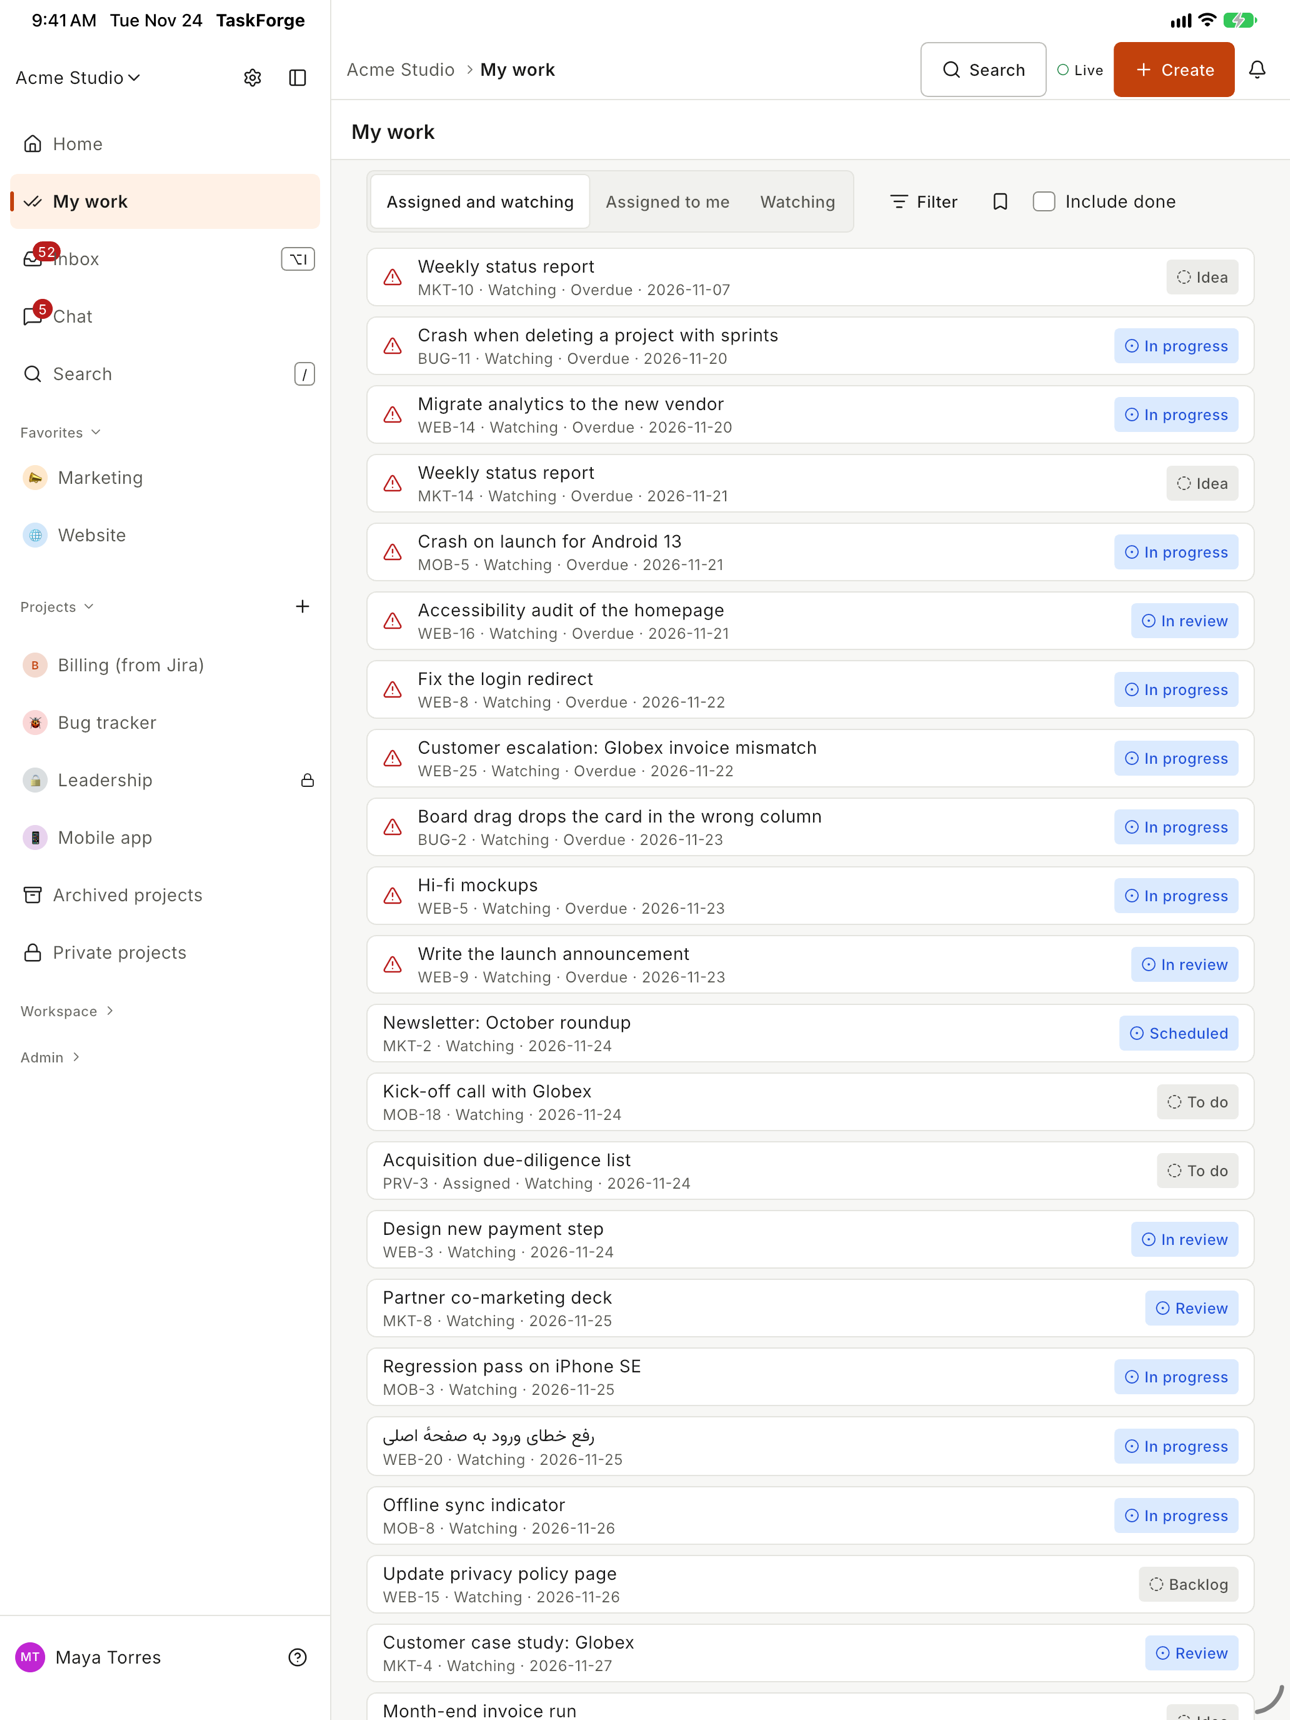 9:41 AM Tue Nov 24 TaskForge
Acme Studio
Home
My work
52
Inbox
⌥I
5
Chat
Search
/
Favorites
Marketing
Website
Projects
B
Billing (from Jira)
Bug tracker
Leadership
Mobile app
Archived projects
Private projects
Workspace
Admin
MT
Maya Torres
Acme Studio > My work
Search
Live
+ Create
My work
Assigned and watching
Assigned to me
Watching
Filter
Include done
Weekly status report
MKT-10 · Watching · Overdue · 2026-11-07
Idea
Crash when deleting a project with sprints
BUG-11 · Watching · Overdue · 2026-11-20
In progress
Migrate analytics to the new vendor
WEB-14 · Watching · Overdue · 2026-11-20
In progress
Weekly status report
MKT-14 · Watching · Overdue · 2026-11-21
Idea
Crash on launch for Android 13
MOB-5 · Watching · Overdue · 2026-11-21
In progress
Accessibility audit of the homepage
WEB-16 · Watching · Overdue · 2026-11-21
In review
Fix the login redirect
WEB-8 · Watching · Overdue · 2026-11-22
In progress
Customer escalation: Globex invoice mismatch
WEB-25 · Watching · Overdue · 2026-11-22
In progress
Board drag drops the card in the wrong column
BUG-2 · Watching · Overdue · 2026-11-23
In progress
Hi-fi mockups
WEB-5 · Watching · Overdue · 2026-11-23
In progress
Write the launch announcement
WEB-9 · Watching · Overdue · 2026-11-23
In review
Newsletter: October roundup
MKT-2 · Watching · 2026-11-24
Scheduled
Kick-off call with Globex
MOB-18 · Watching · 2026-11-24
To do
Acquisition due-diligence list
PRV-3 · Assigned · Watching · 2026-11-24
To do
Design new payment step
WEB-3 · Watching · 2026-11-24
In review
Partner co-marketing deck
MKT-8 · Watching · 2026-11-25
Review
Regression pass on iPhone SE
MOB-3 · Watching · 2026-11-25
In progress
رفع خطای ورود به صفحهٔ اصلی
WEB-20 · Watching · 2026-11-25
In progress
Offline sync indicator
MOB-8 · Watching · 2026-11-26
In progress
Update privacy policy page
WEB-15 · Watching · 2026-11-26
Backlog
Customer case study: Globex
MKT-4 · Watching · 2026-11-27
Review
Month-end invoice run
Idea